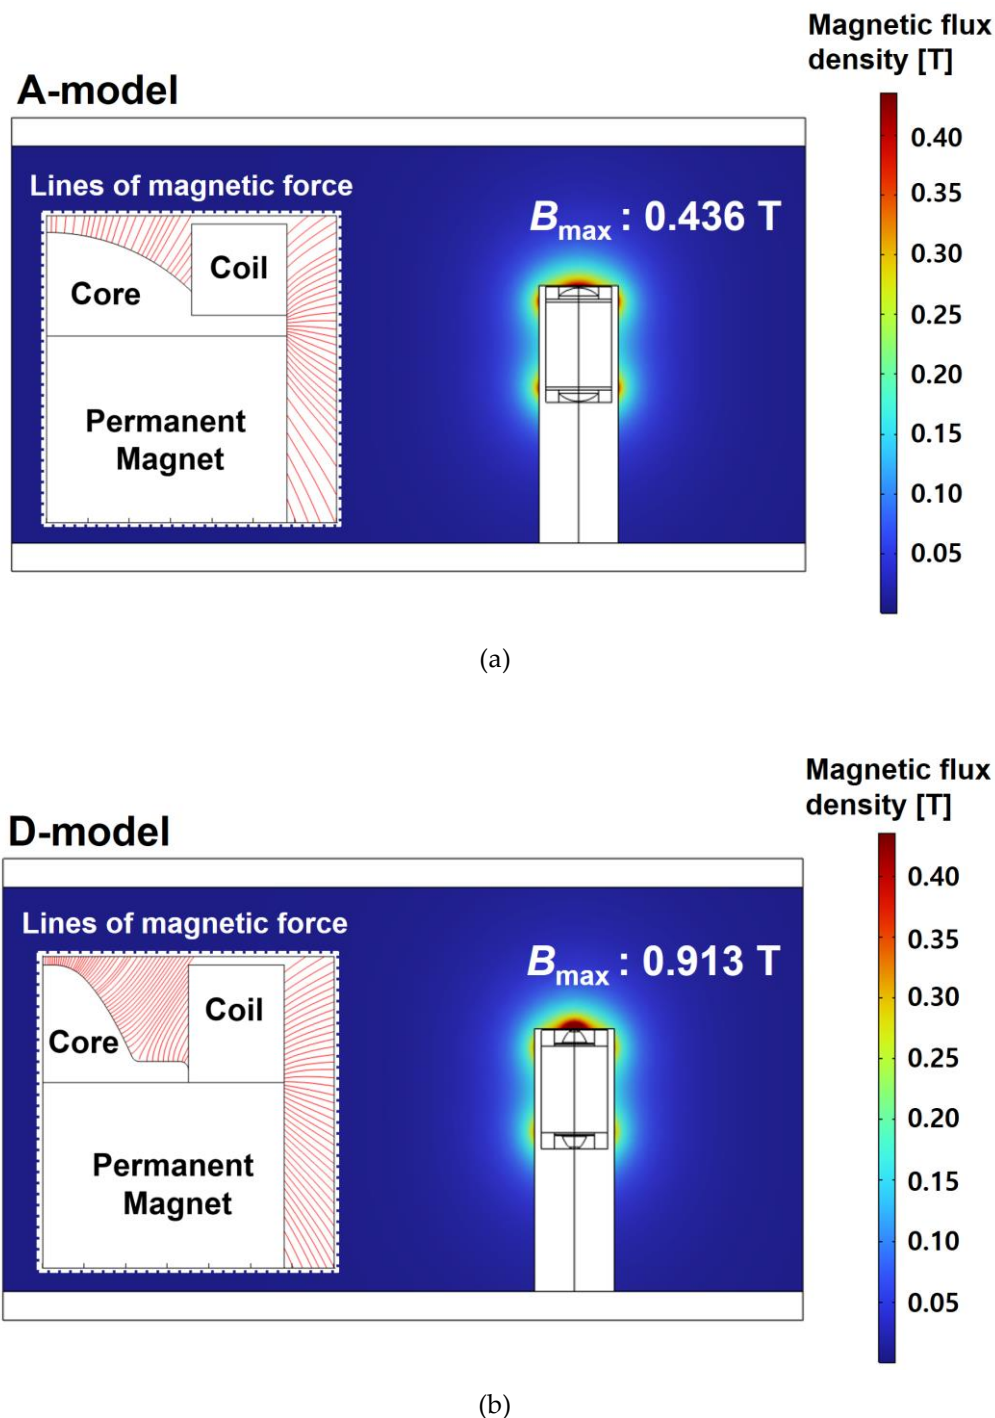 Magnetic flux
density [T]
A-model
Lines of magnetic force
Coil
Core
Permanent
Magnet
Bmax : 0.436 T
0.40
0.35
0.30
0.25
0.20
0.15
0.10
0.05
(a)
Magnetic flux
density [T]
D-model
Lines of magnetic force
Coil
Core
Permanent
Magnet
Bmax : 0.913 T
0.40
0.35
0.30
0.25
0.20
0.15
0.10
0.05
(b)